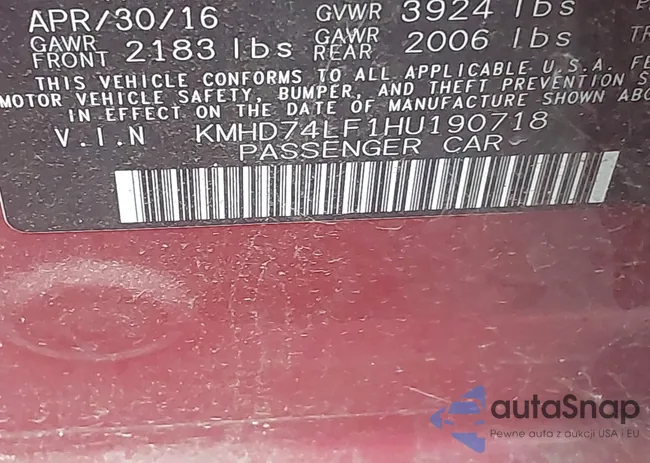 APR/30/16 GVWR 3924 lbs
GAWR FRONT 2183 lbs GAWR REAR 2006 lbs
THIS VEHICLE CONFORMS TO ALL APPLICABLE U.S.A.
MOTOR VEHICLE SAFETY, BUMPER, AND THEFT PREVENTION
IN EFFECT ON THE DATE OF MANUFACTURE SHOWN
V.I.N KMHD74LF1HU190718
PASSENGER CAR
autaSnap
Pewne auta z aukcji USA i EU